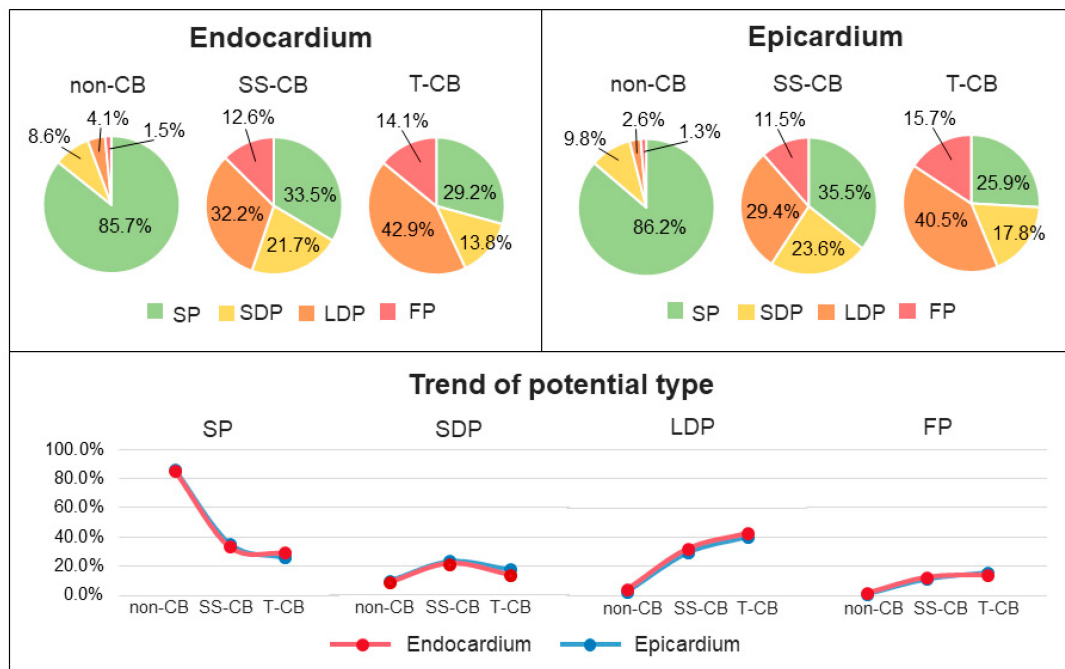 Endocardium
non-CB SS-CB T-CB
8.6% 4.1% 1.5% 85.7%
12.6% 33.5% 32.2% 21.7%
14.1% 29.2% 42.9% 13.8%
SP SDP LDP FP
Epicardium
non-CB SS-CB T-CB
9.8% 2.6% 1.3% 86.2%
11.5% 35.5% 29.4% 23.6%
15.7% 25.9% 40.5% 17.8%
SP SDP LDP FP
Trend of potential type
SP SDP LDP FP
100.0%
80.0%
60.0%
40.0%
20.0%
0.0%
non-CB SS-CB T-CB non-CB SS-CB T-CB non-CB SS-CB T-CB non-CB SS-CB T-CB
Endocardium Epicardium